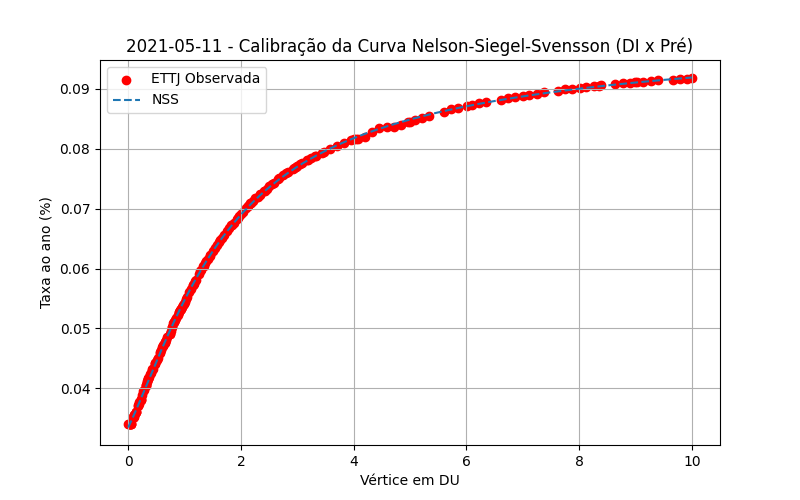 2021-05-11 - Calibração da Curva Nelson-Siegel-Svensson (DI x Pré)
ETTJ Observada
NSS
Taxa ao ano (%)
0.09
0.08
0.07
0.06
0.05
0.04
0 2 4 6 8 10
Vértice em DU